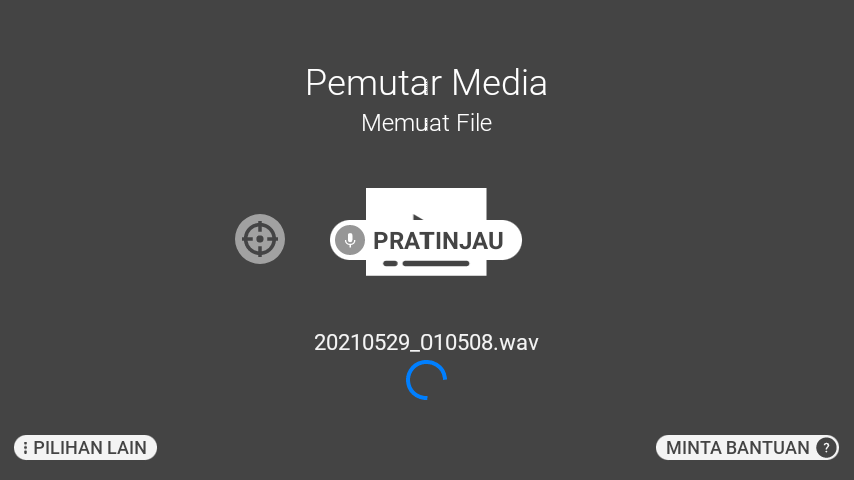 Pemutar Media
Memuat File
PRATINJAU
20210529_010508.wav
PILIHAN LAIN
MINTA BANTUAN ?